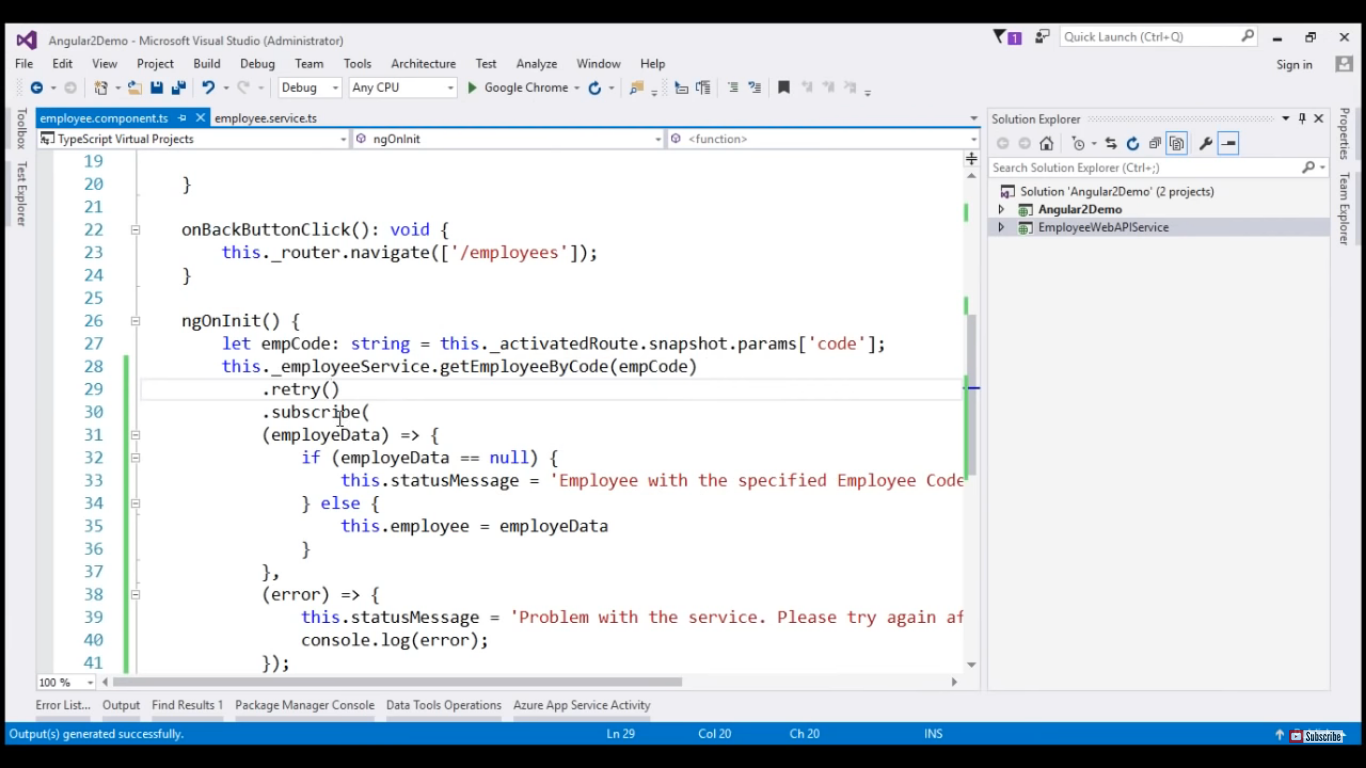 Angular2Demo - Microsoft Visual Studio (Administrator)
1
Quick Launch (Ctrl+Q)
File Edit View Project Build Debug Team Tools Architecture Test Analyze Window Help
Sign in
Debug Any CPU Google Chrome
Toolbox
Test Explorer
employee.component.ts employee.service.ts
TypeScript Virtual Projects ngOnInit <function>
19
20 }
21
22 onBackButtonClick(): void {
23 this._router.navigate(['/employees']);
24 }
25
26 ngOnInit() {
27 let empCode: string = this._activatedRoute.snapshot.params['code'];
28 this._employeeService.getEmployeeByCode(empCode)
29 .retry()
30 .subscribe(
31 (employeData) => {
32 if (employeData == null) {
33 this.statusMessage = 'Employee with the specified Employee Code
34 } else {
35 this.employee = employeData
36 }
37 },
38 (error) => {
39 this.statusMessage = 'Problem with the service. Please try again af
40 console.log(error);
41 });
100 %
Solution Explorer
Search Solution Explorer (Ctrl+;)
Solution 'Angular2Demo' (2 projects)
Angular2Demo
EmployeeWebAPIService
Properties
Team Explorer
Error List... Output Find Results 1 Package Manager Console Data Tools Operations Azure App Service Activity
Output(s) generated successfully. Ln 29 Col 20 Ch 20 INS
Subscribe